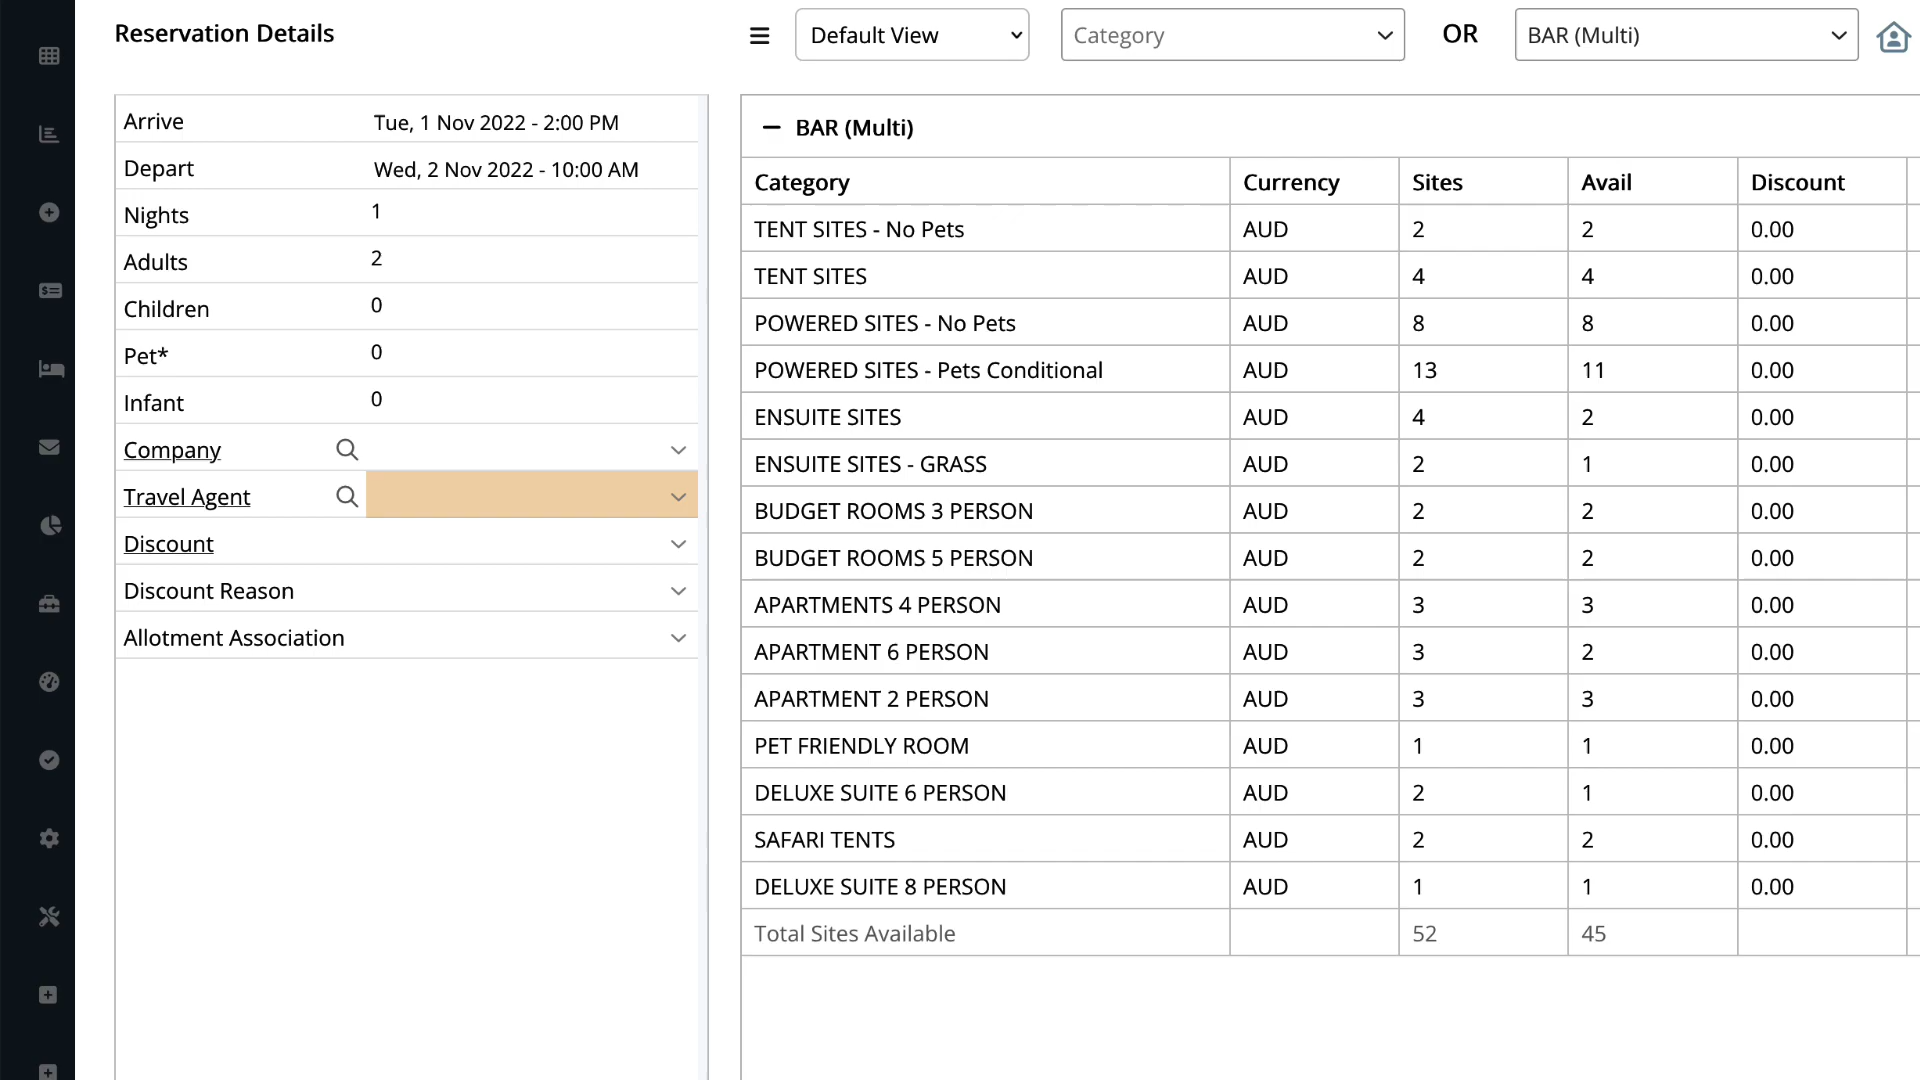 Reservation Details
Default View
Category
OR
BAR (Multi)
Arrive Tue, 1 Nov 2022 - 2:00 PM
Depart Wed, 2 Nov 2022 - 10:00 AM
Nights 1
Adults 2
Children 0
Pet* 0
Infant 0
Company
Travel Agent
Discount
Discount Reason
Allotment Association
BAR (Multi)
Category Currency Sites Avail Discount
TENT SITES - No Pets AUD 2 2 0.00
TENT SITES AUD 4 4 0.00
POWERED SITES - No Pets AUD 8 8 0.00
POWERED SITES - Pets Conditional AUD 13 11 0.00
ENSUITE SITES AUD 4 2 0.00
ENSUITE SITES - GRASS AUD 2 1 0.00
BUDGET ROOMS 3 PERSON AUD 2 2 0.00
BUDGET ROOMS 5 PERSON AUD 2 2 0.00
APARTMENTS 4 PERSON AUD 3 3 0.00
APARTMENT 6 PERSON AUD 3 2 0.00
APARTMENT 2 PERSON AUD 3 3 0.00
PET FRIENDLY ROOM AUD 1 1 0.00
DELUXE SUITE 6 PERSON AUD 2 1 0.00
SAFARI TENTS AUD 2 2 0.00
DELUXE SUITE 8 PERSON AUD 1 1 0.00
Total Sites Available 52 45